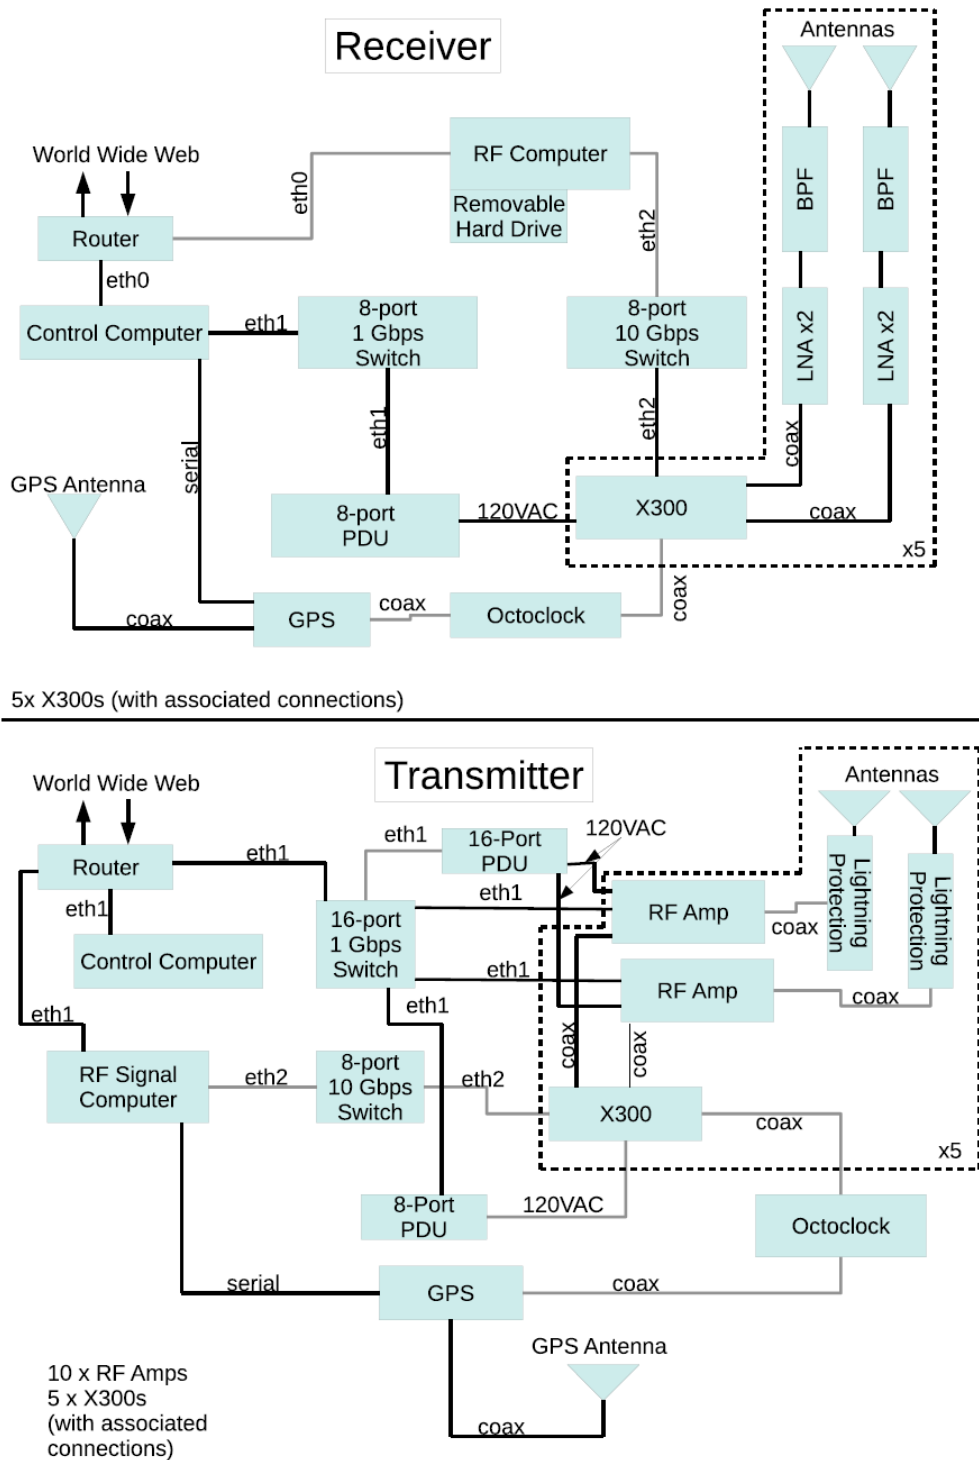 Receiver
Antennas
World Wide Web
RF Computer
Removable
Hard Drive
eth0
BPF
BPF
Router
eth2
eth0
Control Computer
eth1
8-port
1 Gbps
Switch
8-port
10 Gbps
Switch
LNA x2
LNA x2
eth1
eth2
coax
serial
GPS Antenna
8-port
PDU
120VAC
X300
coax
x5
coax
GPS
coax
Octoclock
coax
5x X300s (with associated connections)
Transmitter
Antennas
World Wide Web
120VAC
eth1
16-Port
PDU
Router
eth1
Lightning
Protection
Lightning
Protection
eth1
eth1
16-port
1 Gbps
Switch
RF Amp
coax
Control Computer
eth1
RF Amp
coax
eth1
eth1
coax
coax
RF Signal
Computer
eth2
8-port
10 Gbps
Switch
eth2
X300
coax
x5
8-Port
PDU
120VAC
Octoclock
serial
GPS
coax
GPS Antenna
10 x RF Amps
5 x X300s
(with associated
connections)
coax